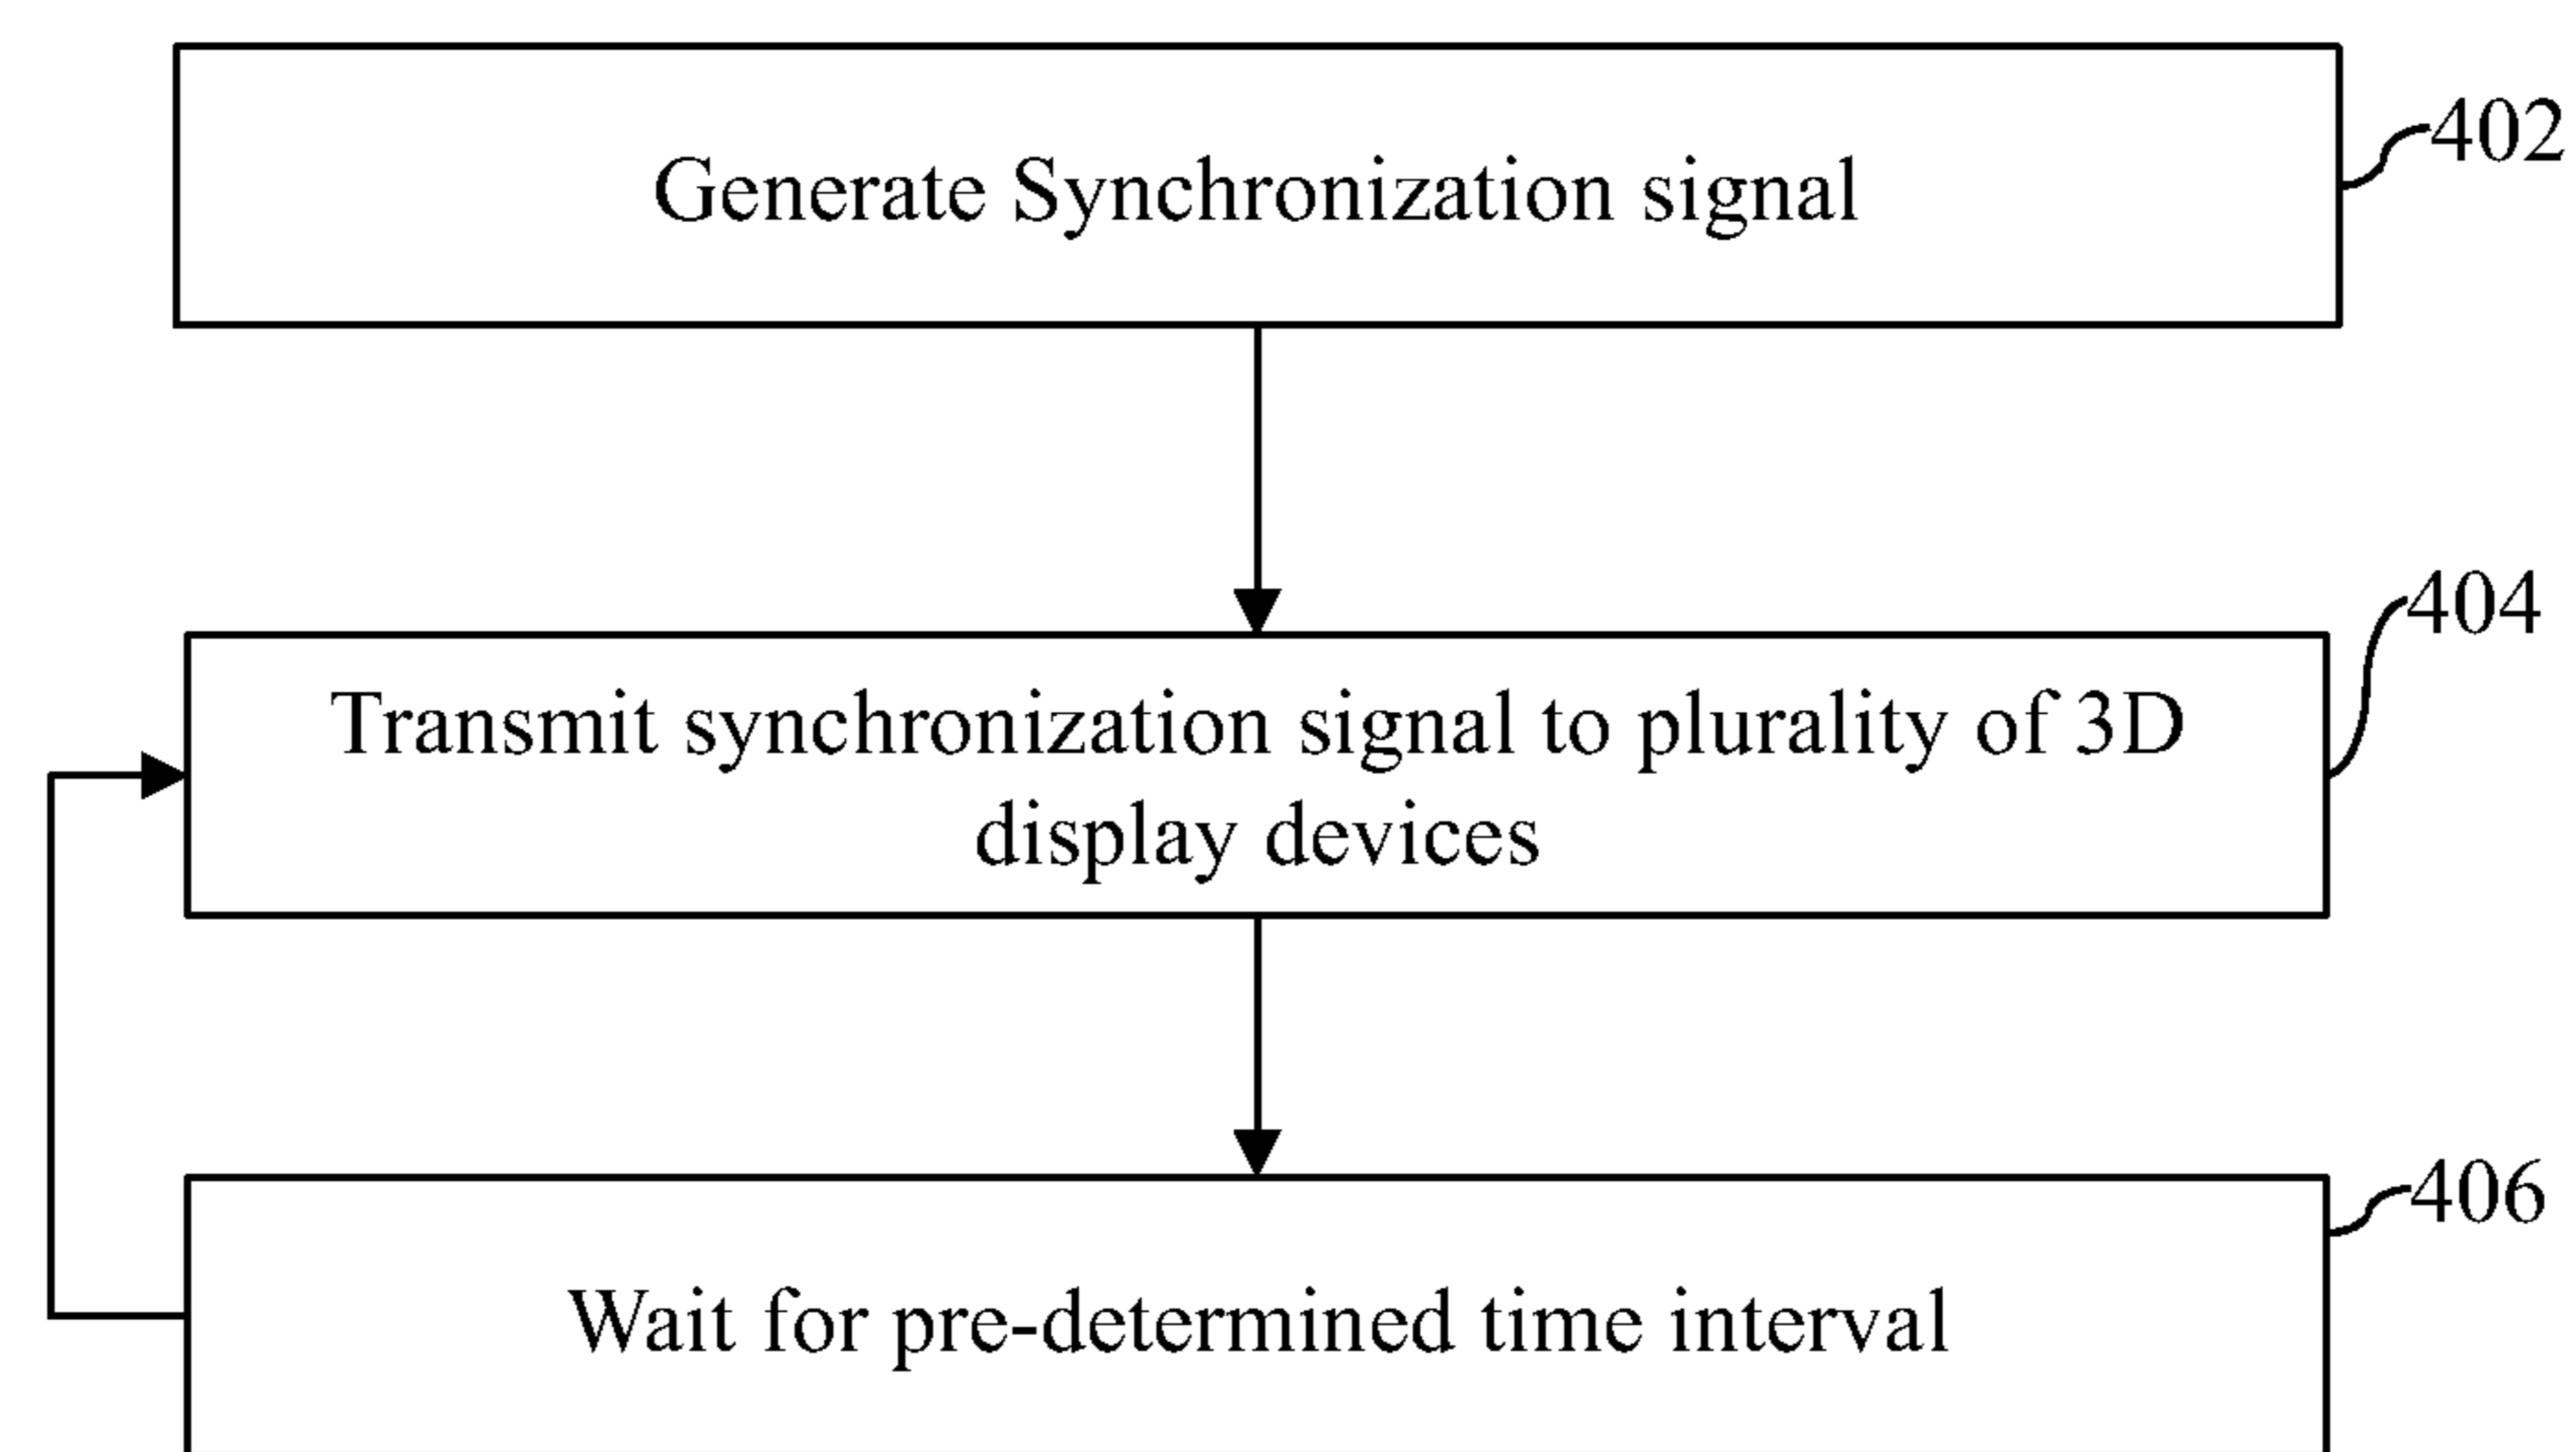 Generate Synchronization signal
402
404
Transmit synchronization signal to plurality of 3D
display devices
406
Wait for pre-determined time interval